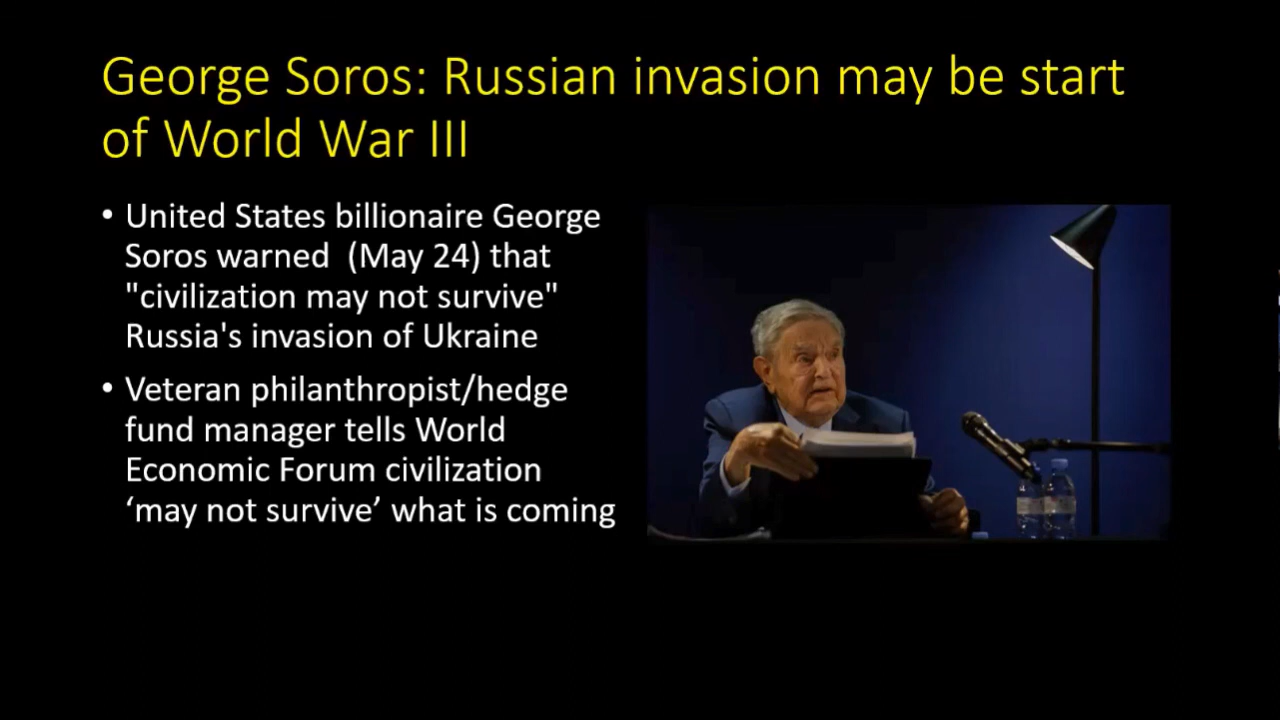 George Soros: Russian invasion may be start
of World War III
• United States billionaire George
Soros warned  (May 24) that
"civilization may not survive"
Russia's invasion of Ukraine
• Veteran philanthropist/hedge
fund manager tells World
Economic Forum civilization
‘may not survive’ what is coming